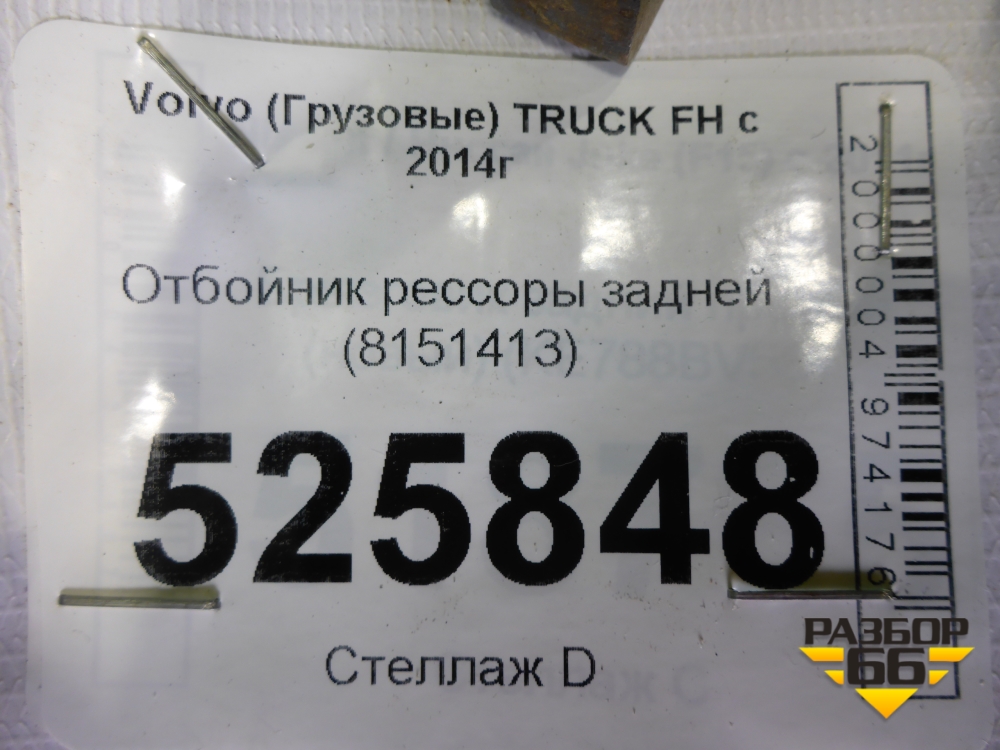 Volvo (Грузовые) TRUCK FH с
2014г
Отбойник рессоры задней
(8151413)
525848
Стеллаж D
2000004974176
РАЗБОР
66